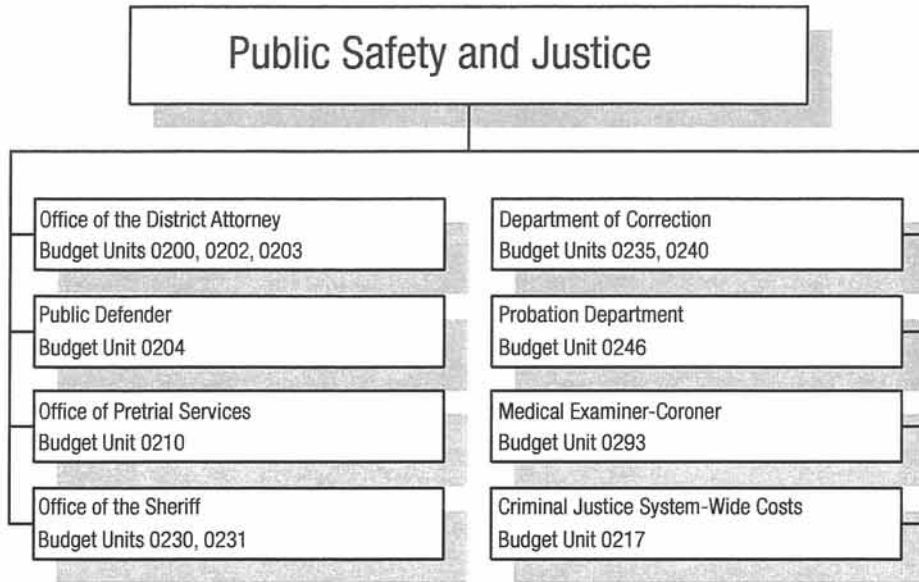 Public Safety and Justice
Office of the District Attorney
Budget Units 0200, 0202, 0203
Public Defender
Budget Unit 0204
Office of Pretrial Services
Budget Unit 0210
Office of the Sheriff
Budget Units 0230, 0231
Department of Correction
Budget Units 0235, 0240
Probation Department
Budget Unit 0246
Medical Examiner-Coroner
Budget Unit 0293
Criminal Justice System-Wide Costs
Budget Unit 0217